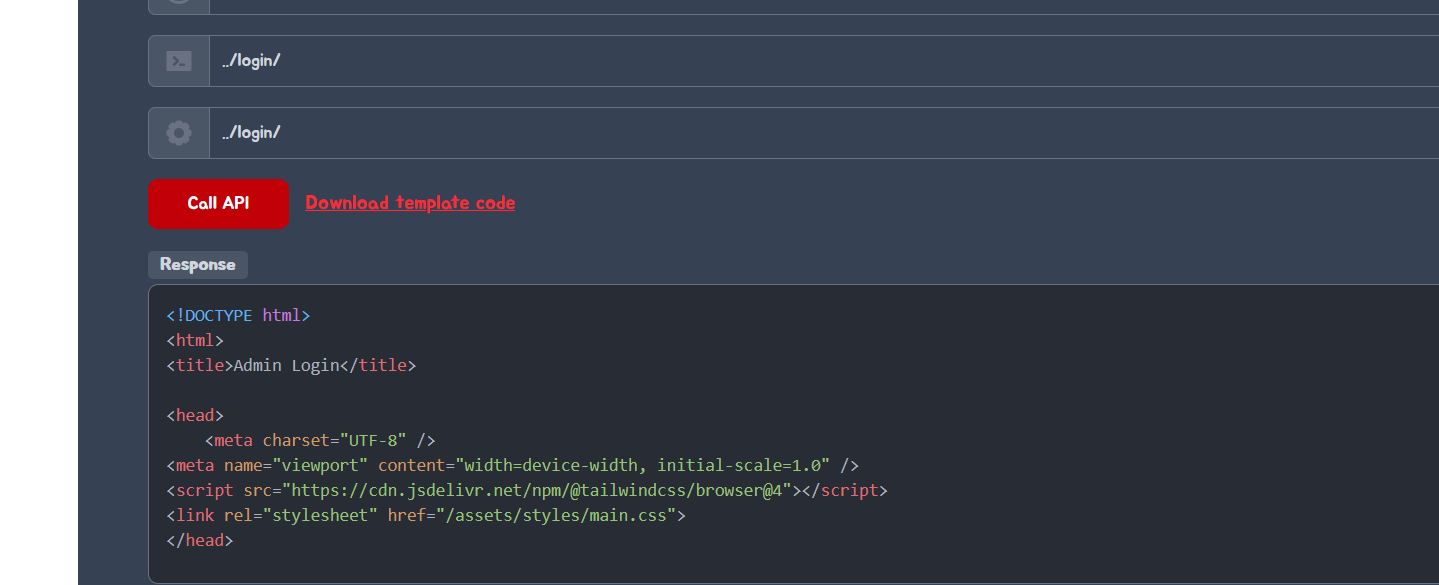 ../login/
../login/
Call API Download template code
Response
<!DOCTYPE html>
<html>
<title>Admin Login</title>
<head>
<meta charset="UTF-8" />
<meta name="viewport" content="width=device-width, initial-scale=1.0" />
<script src="https://cdn.jsdelivr.net/npm/@tailwindcss/browser@4"></script>
<link rel="stylesheet" href="/assets/styles/main.css">
</head>